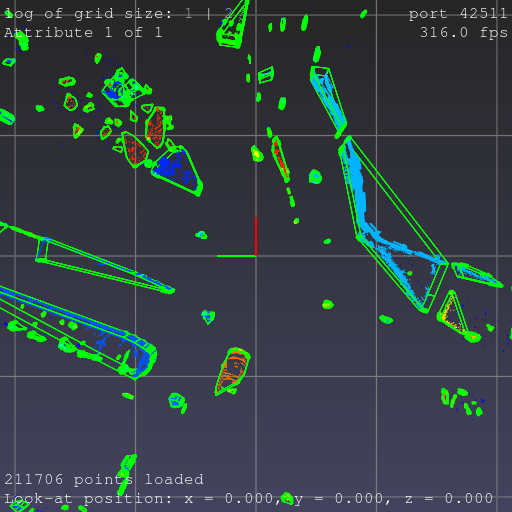 log of grid size: 1 | 2
port 42511
Attribute 1 of 1
316.0 fps
211706 points loaded
Look-at position: x = 0.000, y = 0.000, z = 0.000